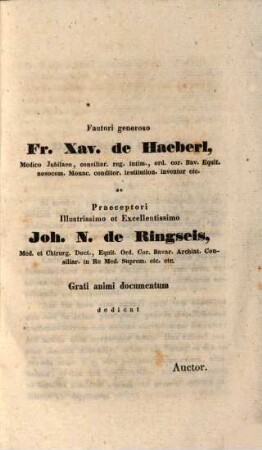 Fautori generoso
Fr. Xav. de Haeberl,
Medico Jubilaeo, consiliar. reg. intim., ord. cor. Bav. Equit.
nosocom. Monac. conditor. institution. inventor etc.
ac
Praeceptori
Illustrissimo et Excellentissimo
Joh. N. de Ringseis,
Med. et Chirurg. Doct., Equit. Ord. Cor. Bavar. Archiat. Con-
siliar. in Re Med. Suprem. etc. etc.
Grati animi documentum
dedicat
Auctor.